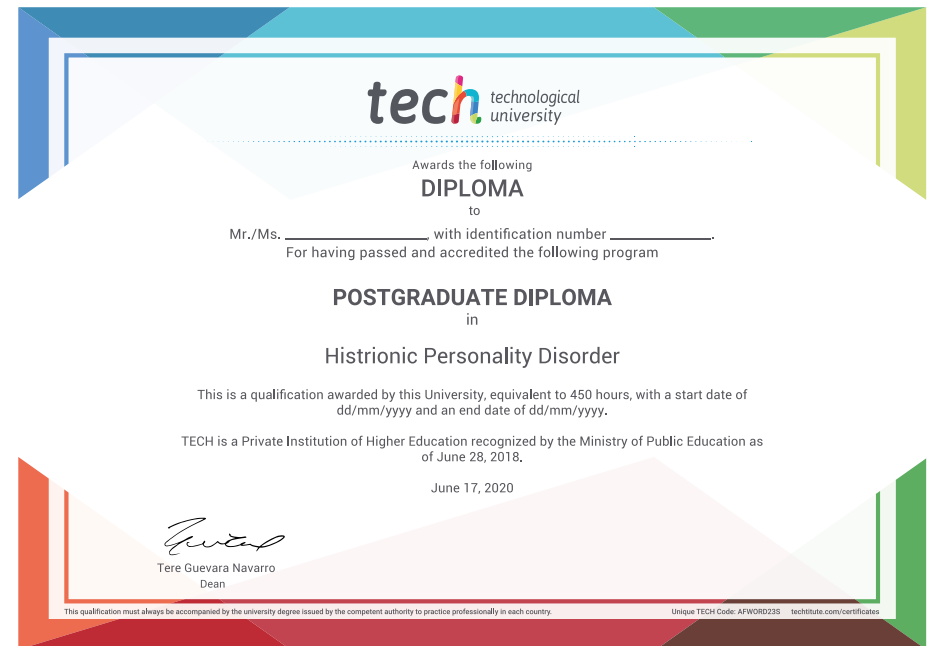 tech technological
university
Awards the following
DIPLOMA
to
Mr./Ms. ____________________, with identification number ______________.
For having passed and accredited the following program
POSTGRADUATE DIPLOMA
in
Histrionic Personality Disorder
This is a qualification awarded by this University, equivalent to 450 hours, with a start date of
dd/mm/yyyy and an end date of dd/mm/yyyy.
TECH is a Private Institution of Higher Education recognized by the Ministry of Public Education as
of June 28, 2018.
June 17, 2020
Tere Guevara Navarro
Dean
This qualification must always be accompanied by the university degree issued by the competent authority to practice professionally in each country.
Unique TECH Code: AFWORD23S techtitute.com/certificates